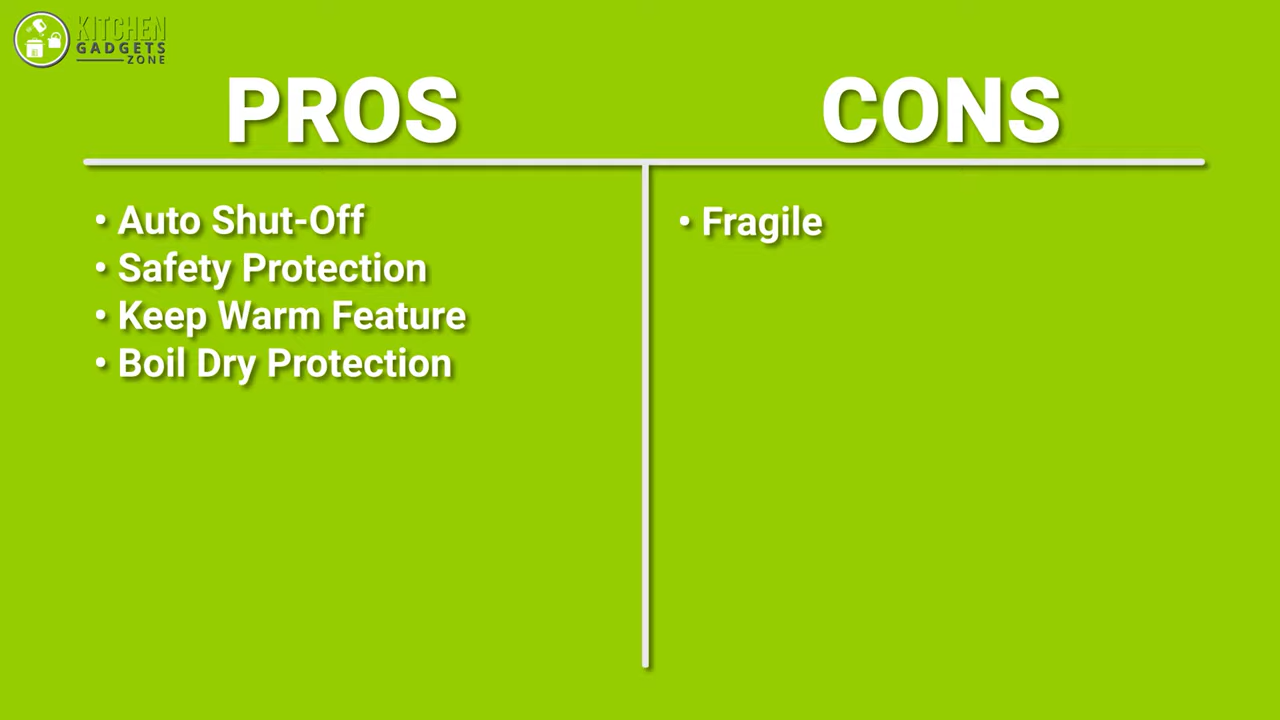 KITCHEN
GADGETS
ZONE
PROS
CONS
• Auto Shut-Off
• Safety Protection
• Keep Warm Feature
• Boil Dry Protection
• Fragile